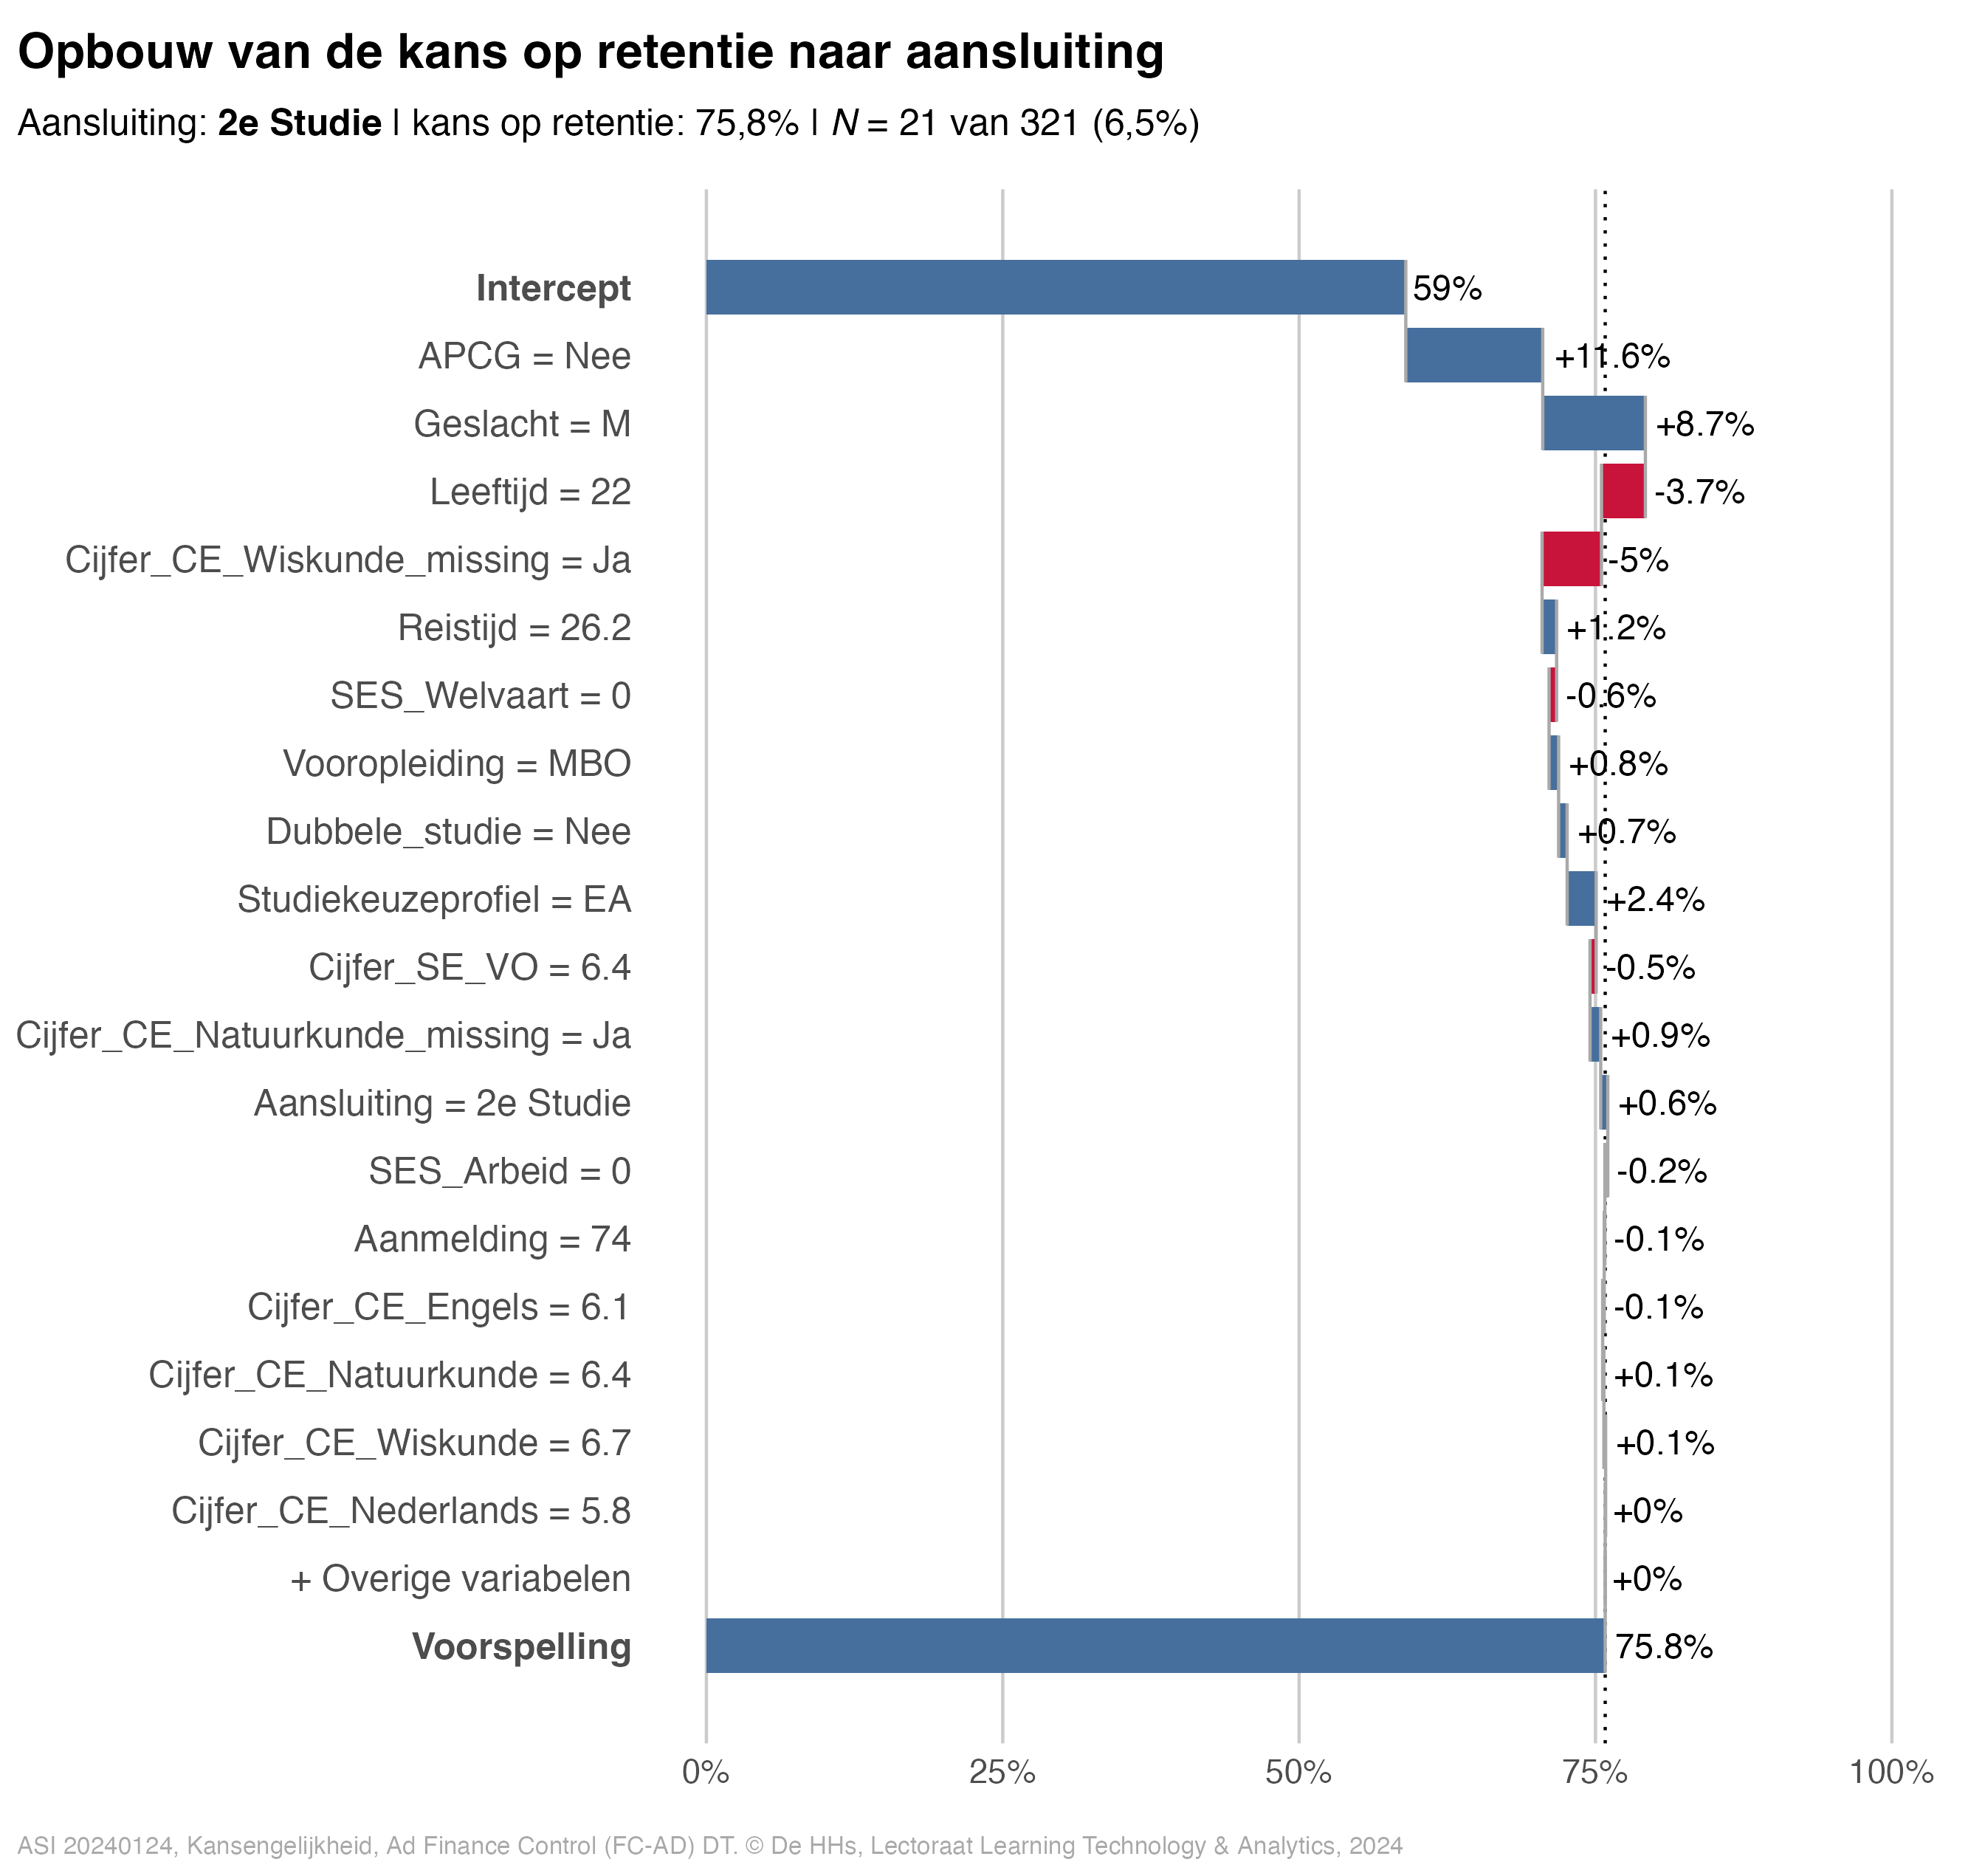 Opbouw van de kans op retentie naar aansluiting
Aansluiting: 2e Studie | kans op retentie: 75,8% | N = 21 van 321 (6,5%)
Intercept 59%
APCG = Nee +11.6%
Geslacht = M +8.7%
Leeftijd = 22 -3.7%
Cijfer_CE_Wiskunde_missing = Ja -5%
Reistijd = 26.2 +1.2%
SES_Welvaart = 0 -0.6%
Vooropleiding = MBO +0.8%
Dubbele_studie = Nee +0.7%
Studiekeuzeprofiel = EA +2.4%
Cijfer_SE_VO = 6.4 -0.5%
Cijfer_CE_Natuurkunde_missing = Ja +0.9%
Aansluiting = 2e Studie +0.6%
SES_Arbeid = 0 -0.2%
Aanmelding = 74 -0.1%
Cijfer_CE_Engels = 6.1 -0.1%
Cijfer_CE_Natuurkunde = 6.4 +0.1%
Cijfer_CE_Wiskunde = 6.7 +0.1%
Cijfer_CE_Nederlands = 5.8 +0%
+ Overige variabelen +0%
Voorspelling 75.8%
0% 25% 50% 75% 100%
ASI 20240124, Kansengelijkheid, Ad Finance Control (FC-AD) DT. © De HHs, Lectoraat Learning Technology & Analytics, 2024